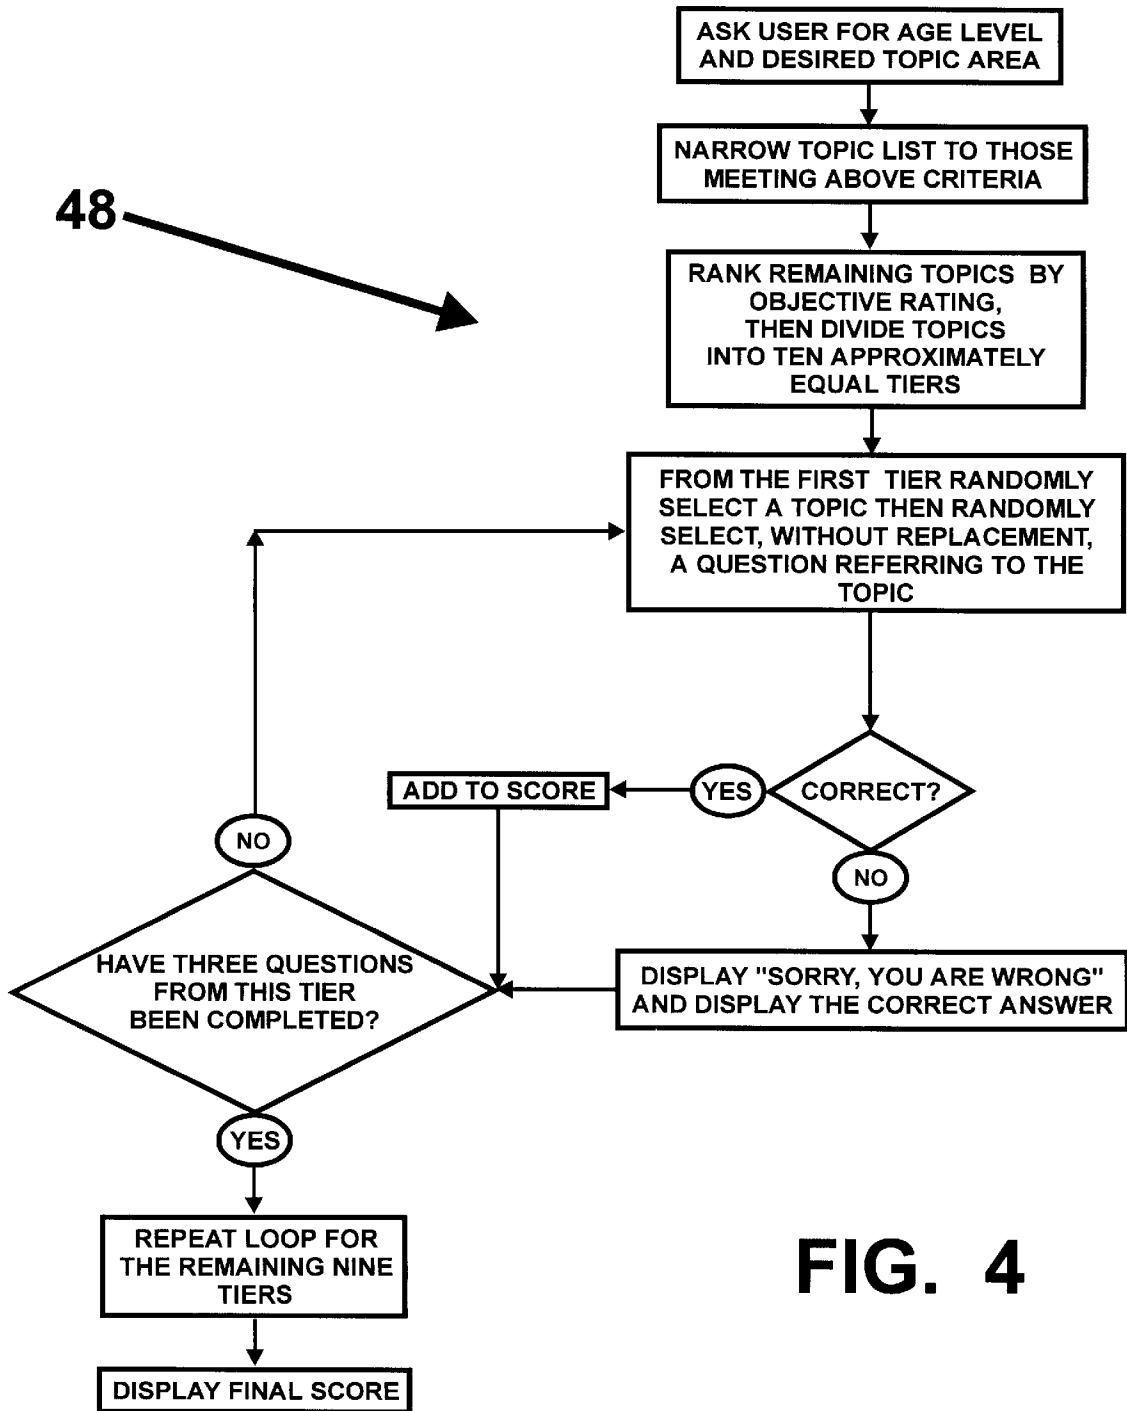 ASK USER FOR AGE LEVEL
AND DESIRED TOPIC AREA
NARROW TOPIC LIST TO THOSE
MEETING ABOVE CRITERIA
48
RANK REMAINING TOPICS BY
OBJECTIVE RATING,
THEN DIVIDE TOPICS
INTO TEN APPROXIMATELY
EQUAL TIERS
FROM THE FIRST TIER RANDOMLY
SELECT A TOPIC THEN RANDOMLY
SELECT, WITHOUT REPLACEMENT,
A QUESTION REFERRING TO THE
TOPIC
CORRECT?
YES
ADD TO SCORE
NO
DISPLAY "SORRY, YOU ARE WRONG"
AND DISPLAY THE CORRECT ANSWER
NO
HAVE THREE QUESTIONS
FROM THIS TIER
BEEN COMPLETED?
YES
REPEAT LOOP FOR
THE REMAINING NINE
TIERS
DISPLAY FINAL SCORE
FIG. 4